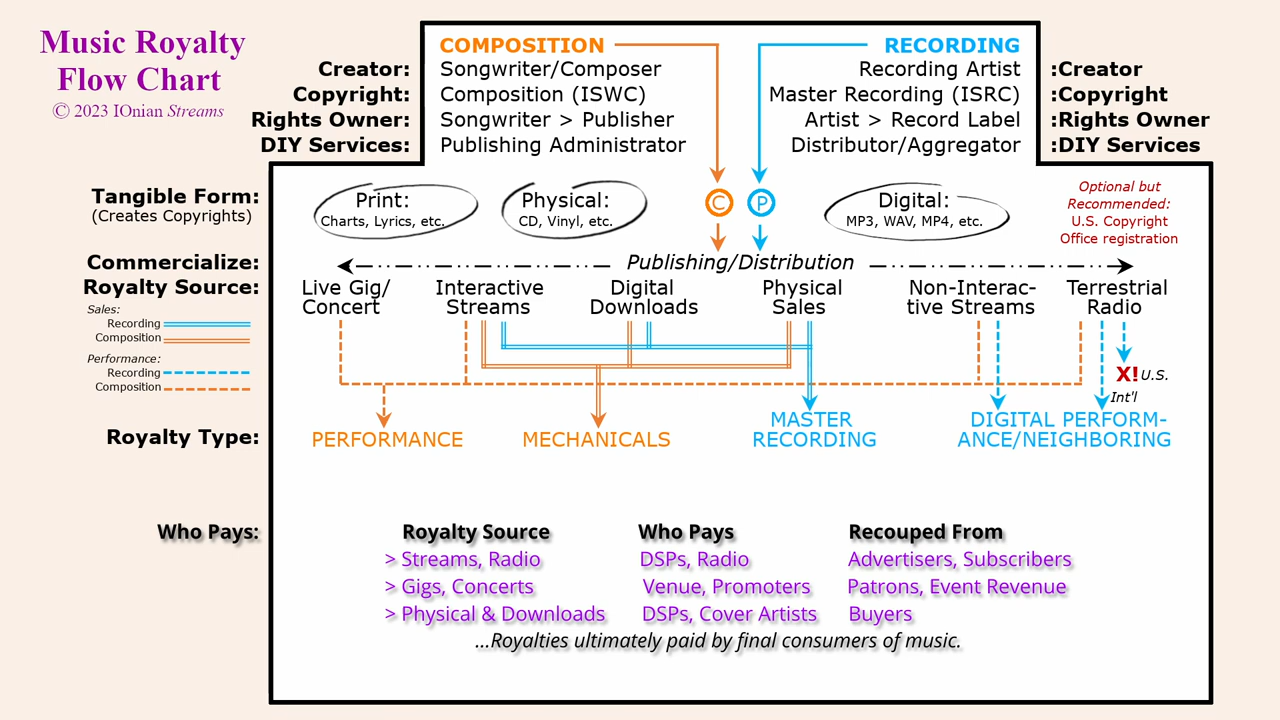 Music Royalty
Flow Chart
© 2023 IOnian Streams
COMPOSITION RECORDING
Creator: Songwriter/Composer Recording Artist :Creator
Copyright: Composition (ISWC) Master Recording (ISRC) :Copyright
Rights Owner: Songwriter > Publisher Artist > Record Label :Rights Owner
DIY Services: Publishing Administrator Distributor/Aggregator :DIY Services
Tangible Form:
(Creates Copyrights)
Print:
Charts, Lyrics, etc.
Physical:
CD, Vinyl, etc.
C P
Digital:
MP3, WAV, MP4, etc.
Optional but
Recommended:
U.S. Copyright
Office registration
Commercialize: Publishing/Distribution
Royalty Source:
Live Gig/
Concert
Interactive
Streams
Digital
Downloads
Physical
Sales
Non-Interac-
tive Streams
Terrestrial
Radio
Sales:
Recording
Composition
Performance:
Recording
Composition
X! U.S.
Int'l
Royalty Type:
PERFORMANCE
MECHANICALS
MASTER
RECORDING
DIGITAL PERFORM-
ANCE/NEIGHBORING
Who Pays: Royalty Source Who Pays Recouped From
> Streams, Radio DSPs, Radio Advertisers, Subscribers
> Gigs, Concerts Venue, Promoters Patrons, Event Revenue
> Physical & Downloads DSPs, Cover Artists Buyers
...Royalties ultimately paid by final consumers of music.